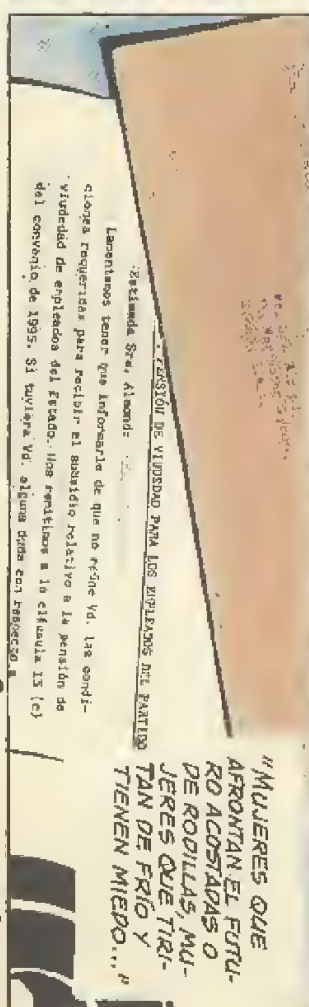 PENSIÓN DE VIUDEDAD PARA LOS EMPLEADOS DEL PARTIDO
Estimada Sra. Almond:
Lamentamos tener que informarle de que no reúne Vd. las condi-
ciones requeridas para recibir el subsidio relativo a la pensión de
viudedad de empleados del Estado. Nos remitimos a la cláusula 15 (c)
del convenio de 1995. Si tuviera Vd. alguna duda con respecto a
"MUJERES QUE
AFRONTAN EL FUTU-
RO ACOSTADAS O
DE RODILLAS, MU-
JERES QUE TIRI-
TAN DE FRÍO Y
TIENEN MIEDO..."